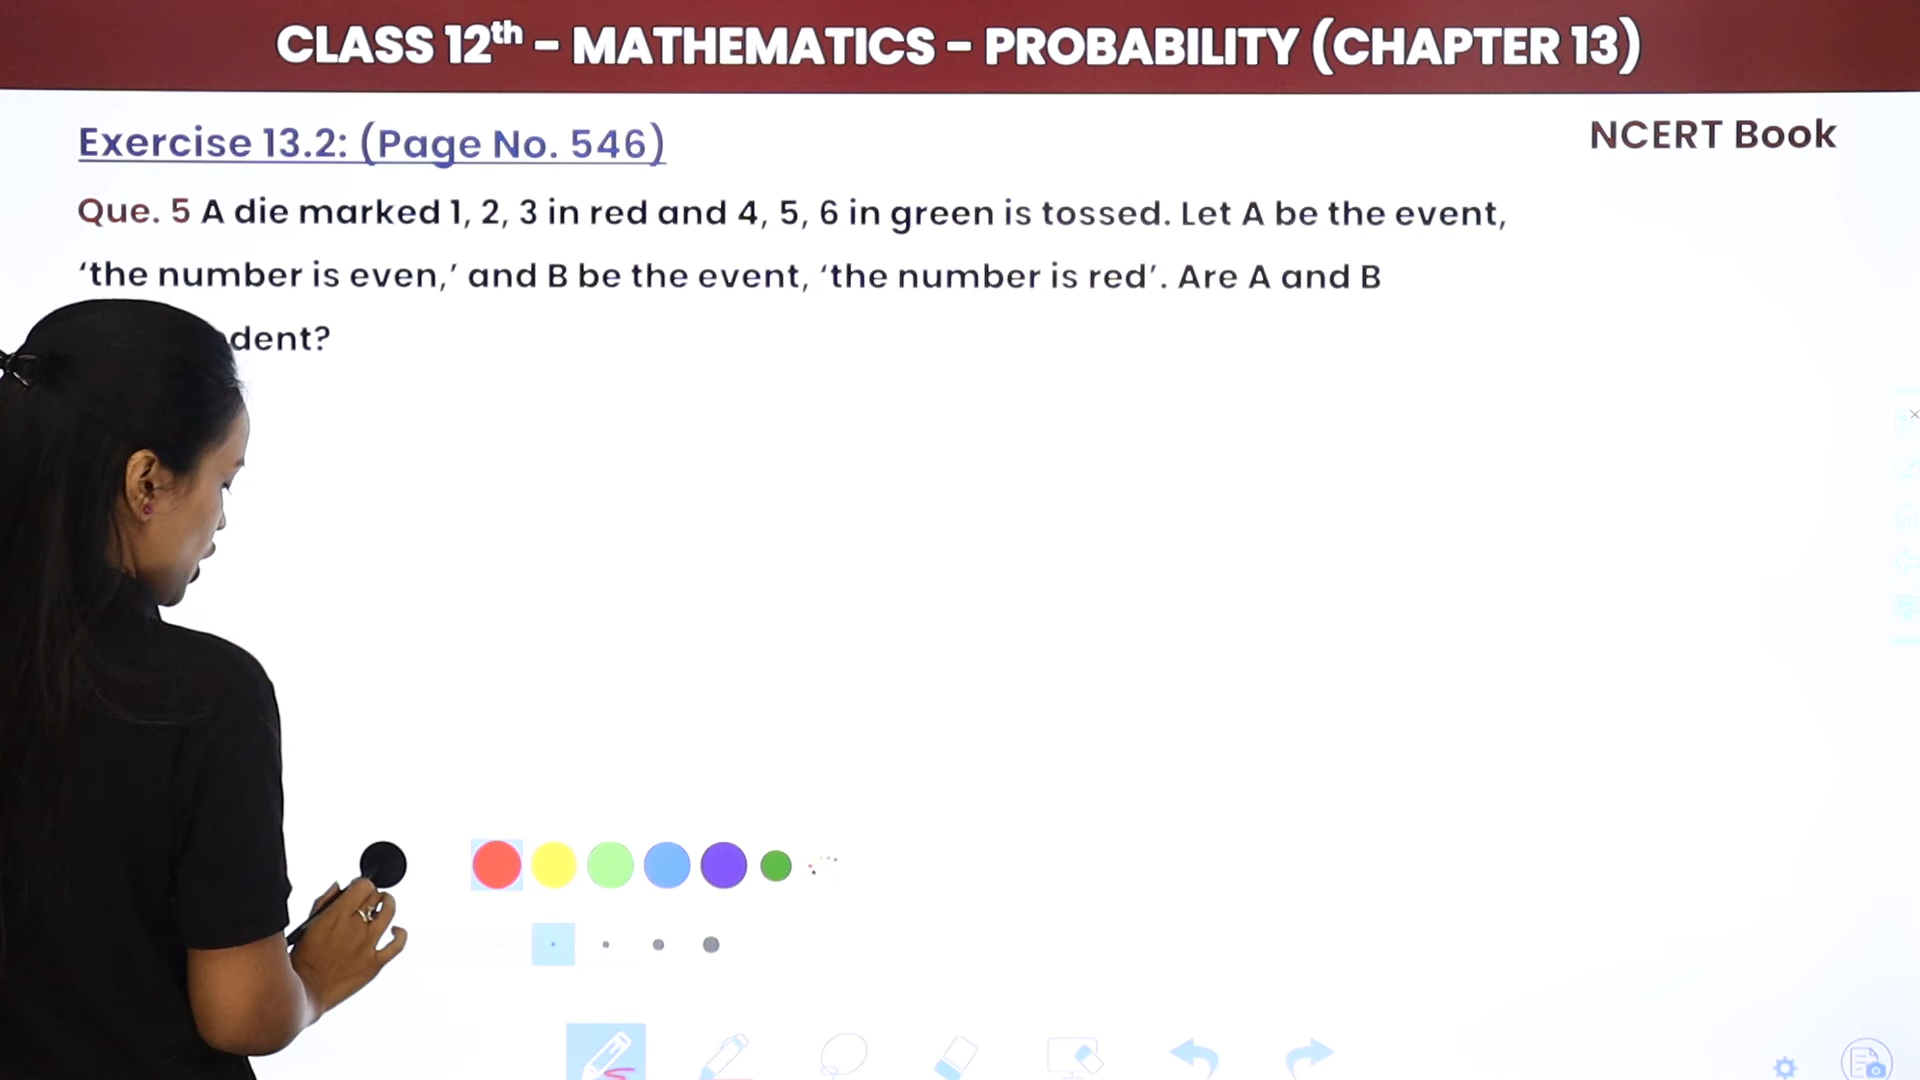 CLASS 12th – MATHEMATICS – PROBABILITY (CHAPTER 13)
Exercise 13.2: (Page No. 546)
NCERT Book
Que. 5 A die marked 1, 2, 3 in red and 4, 5, 6 in green is tossed. Let A be the event,
‘the number is even,’ and B be the event, ‘the number is red’. Are A and B
dent?